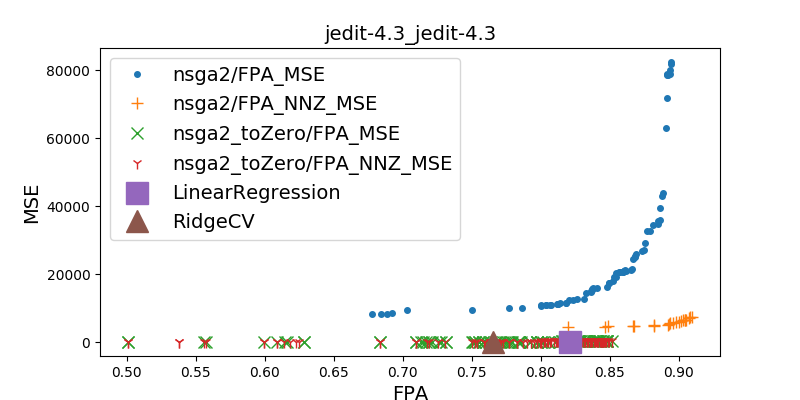 jedit-4.3_jedit-4.3
80000
60000
40000
20000
0
MSE
nsga2/FPA_MSE
nsga2/FPA_NNZ_MSE
nsga2_toZero/FPA_MSE
nsga2_toZero/FPA_NNZ_MSE
LinearRegression
RidgeCV
0.50 0.55 0.60 0.65 0.70 0.75 0.80 0.85 0.90
FPA